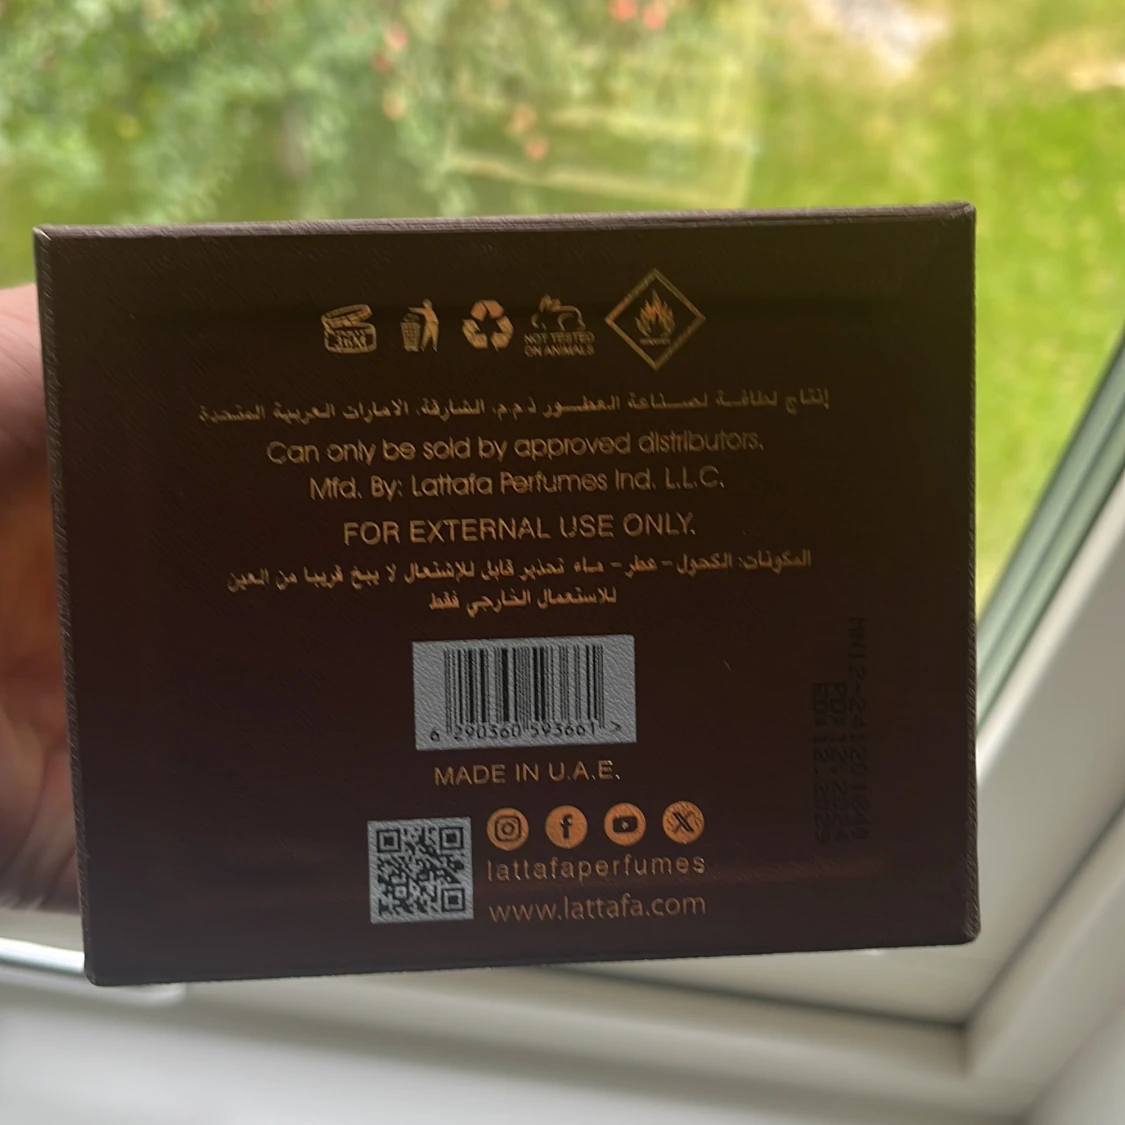 NOT TESTED
ON ANIMALS
إنتاج لطافة لصناعة العطور ذ.م.م. الشارقة. الامارات العربية المتحدة
Can only be sold by approved distributors.
Mfd. By: Lattafa Perfumes Ind. L.L.C.
FOR EXTERNAL USE ONLY.
المكونات: الكحول - عطر - ماء تحذير قابل للإشتعال لا يبخ قريبا من العين
للاستعمال الخارجي فقط
6 290360 593661 >
MADE IN U.A.E.
lattafaperfumes
www.lattafa.com